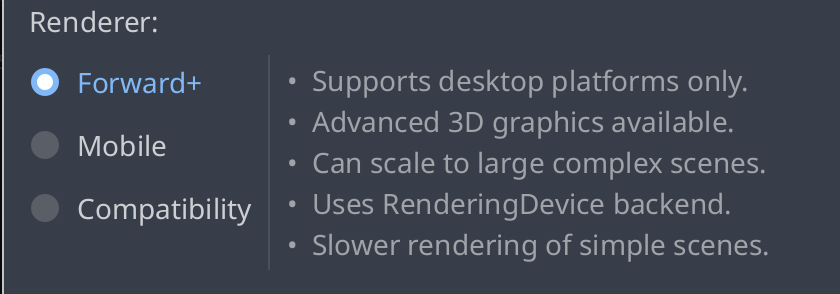 Renderer:
Forward+
Mobile
Compatibility
• Supports desktop platforms only.
• Advanced 3D graphics available.
• Can scale to large complex scenes.
• Uses RenderingDevice backend.
• Slower rendering of simple scenes.